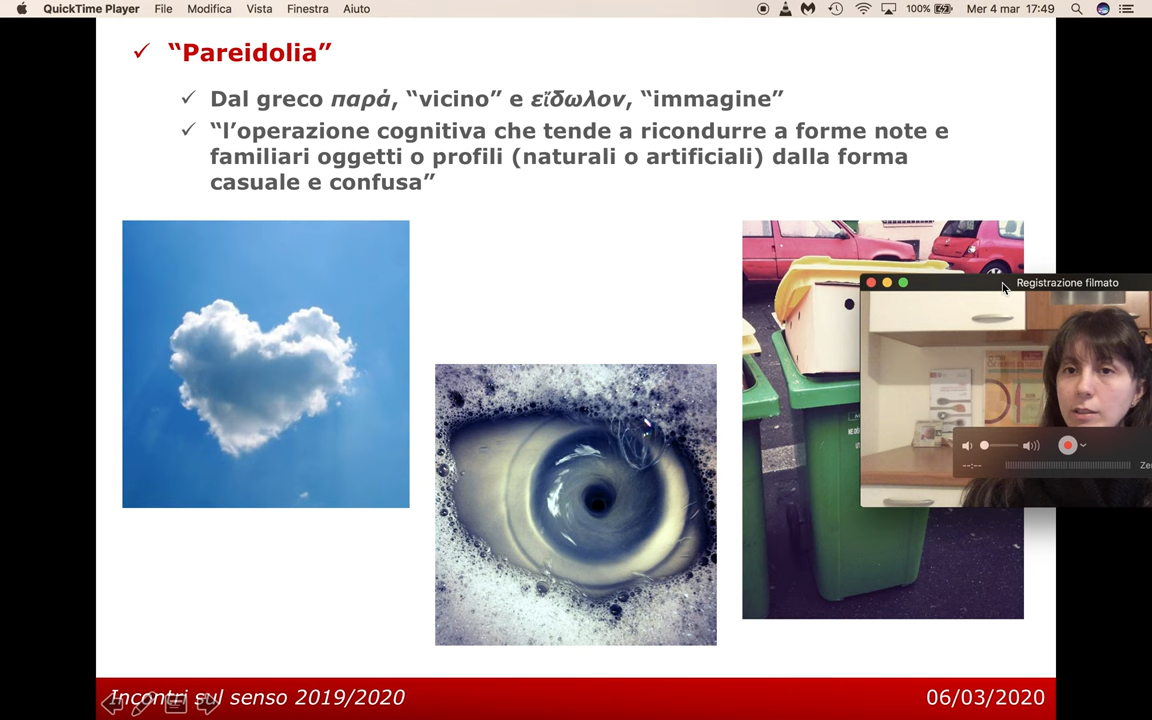 QuickTime Player File Modifica Vista Finestra Aiuto 100% Mer 4 mar 17:49
“Pareidolia”
Dal greco παρά, “vicino” e εἴδωλον, “immagine”
“l’operazione cognitiva che tende a ricondurre a forme note e
familiari oggetti o profili (naturali o artificiali) dalla forma
casuale e confusa”
Registrazione filmato
--:--
Incontri sul senso 2019/2020
06/03/2020